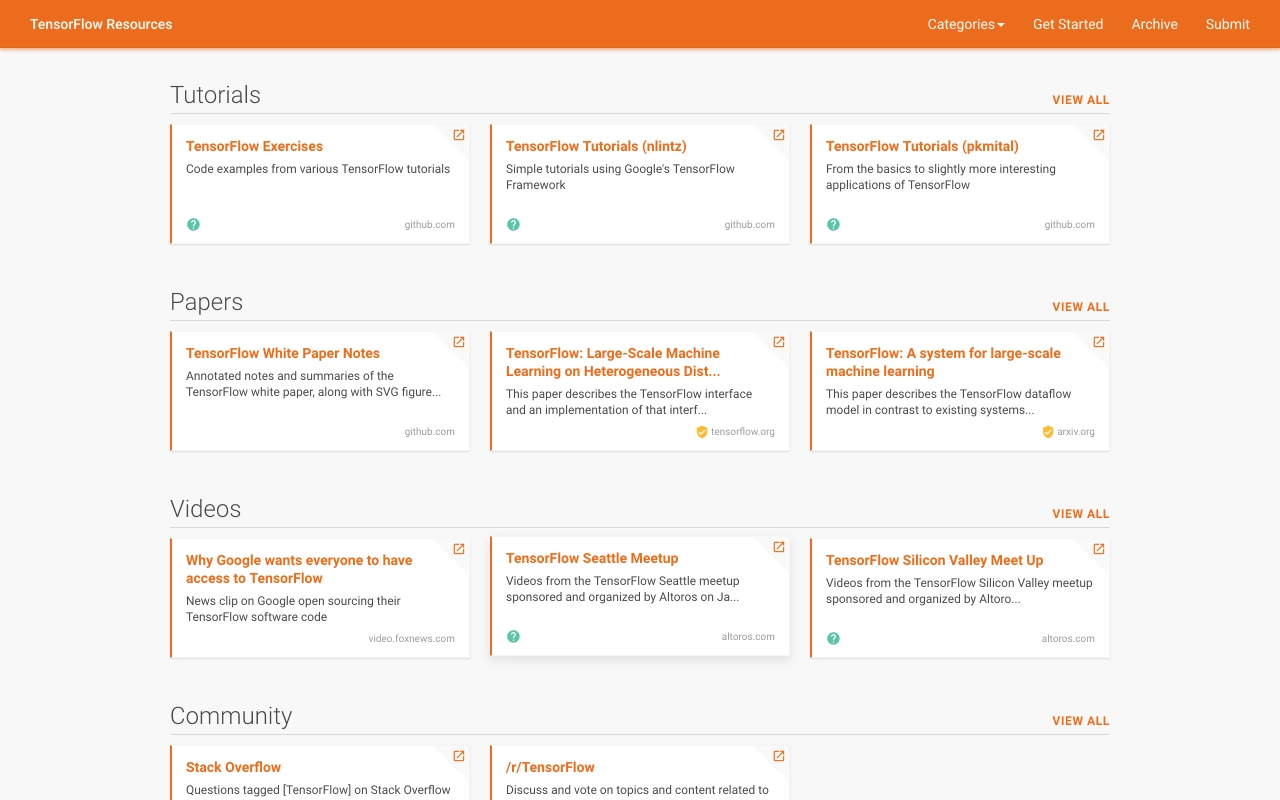 TensorFlow Resources
Categories Get Started Archive Submit
Tutorials
VIEW ALL
TensorFlow Exercises
Code examples from various TensorFlow tutorials
github.com
TensorFlow Tutorials (nlintz)
Simple tutorials using Google's TensorFlow
Framework
github.com
TensorFlow Tutorials (pkmital)
From the basics to slightly more interesting
applications of TensorFlow
github.com
Papers
VIEW ALL
TensorFlow White Paper Notes
Annotated notes and summaries of the
TensorFlow white paper, along with SVG figure...
github.com
TensorFlow: Large-Scale Machine
Learning on Heterogeneous Dist...
This paper describes the TensorFlow interface
and an implementation of that interf...
tensorflow.org
TensorFlow: A system for large-scale
machine learning
This paper describes the TensorFlow dataflow
model in contrast to existing systems...
arxiv.org
Videos
VIEW ALL
Why Google wants everyone to have
access to TensorFlow
News clip on Google open sourcing their
TensorFlow software code
video.foxnews.com
TensorFlow Seattle Meetup
Videos from the TensorFlow Seattle meetup
sponsored and organized by Altoros on Ja...
altoros.com
TensorFlow Silicon Valley Meet Up
Videos from the TensorFlow Silicon Valley meetup
sponsored and organized by Altoro...
altoros.com
Community
VIEW ALL
Stack Overflow
Questions tagged [TensorFlow] on Stack Overflow
/r/TensorFlow
Discuss and vote on topics and content related to